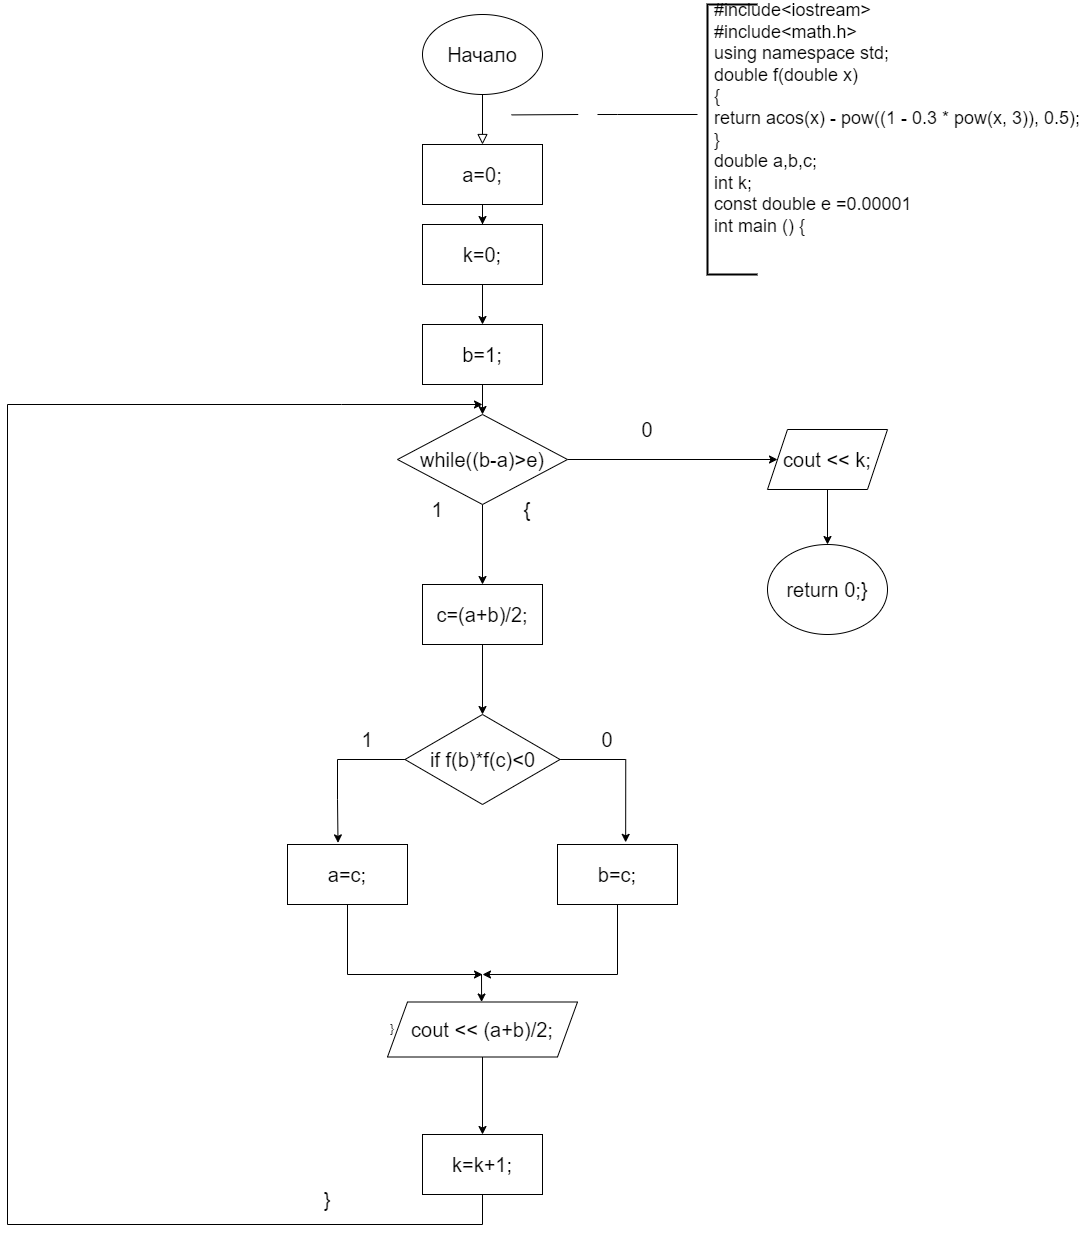 Начало
#include<iostream>
#include<math.h>
using namespace std;
double f(double x)
{
return acos(x) - pow((1 - 0.3 * pow(x, 3)), 0.5);
}
double a,b,c;
int k;
const double e =0.00001
int main () {
a=0;
k=0;
b=1;
while((b-a)>e)
0
cout << k;
1
{
return 0;}
c=(a+b)/2;
if f(b)*f(c)<0
1
0
a=c;
b=c;
}
cout << (a+b)/2;
k=k+1;
}